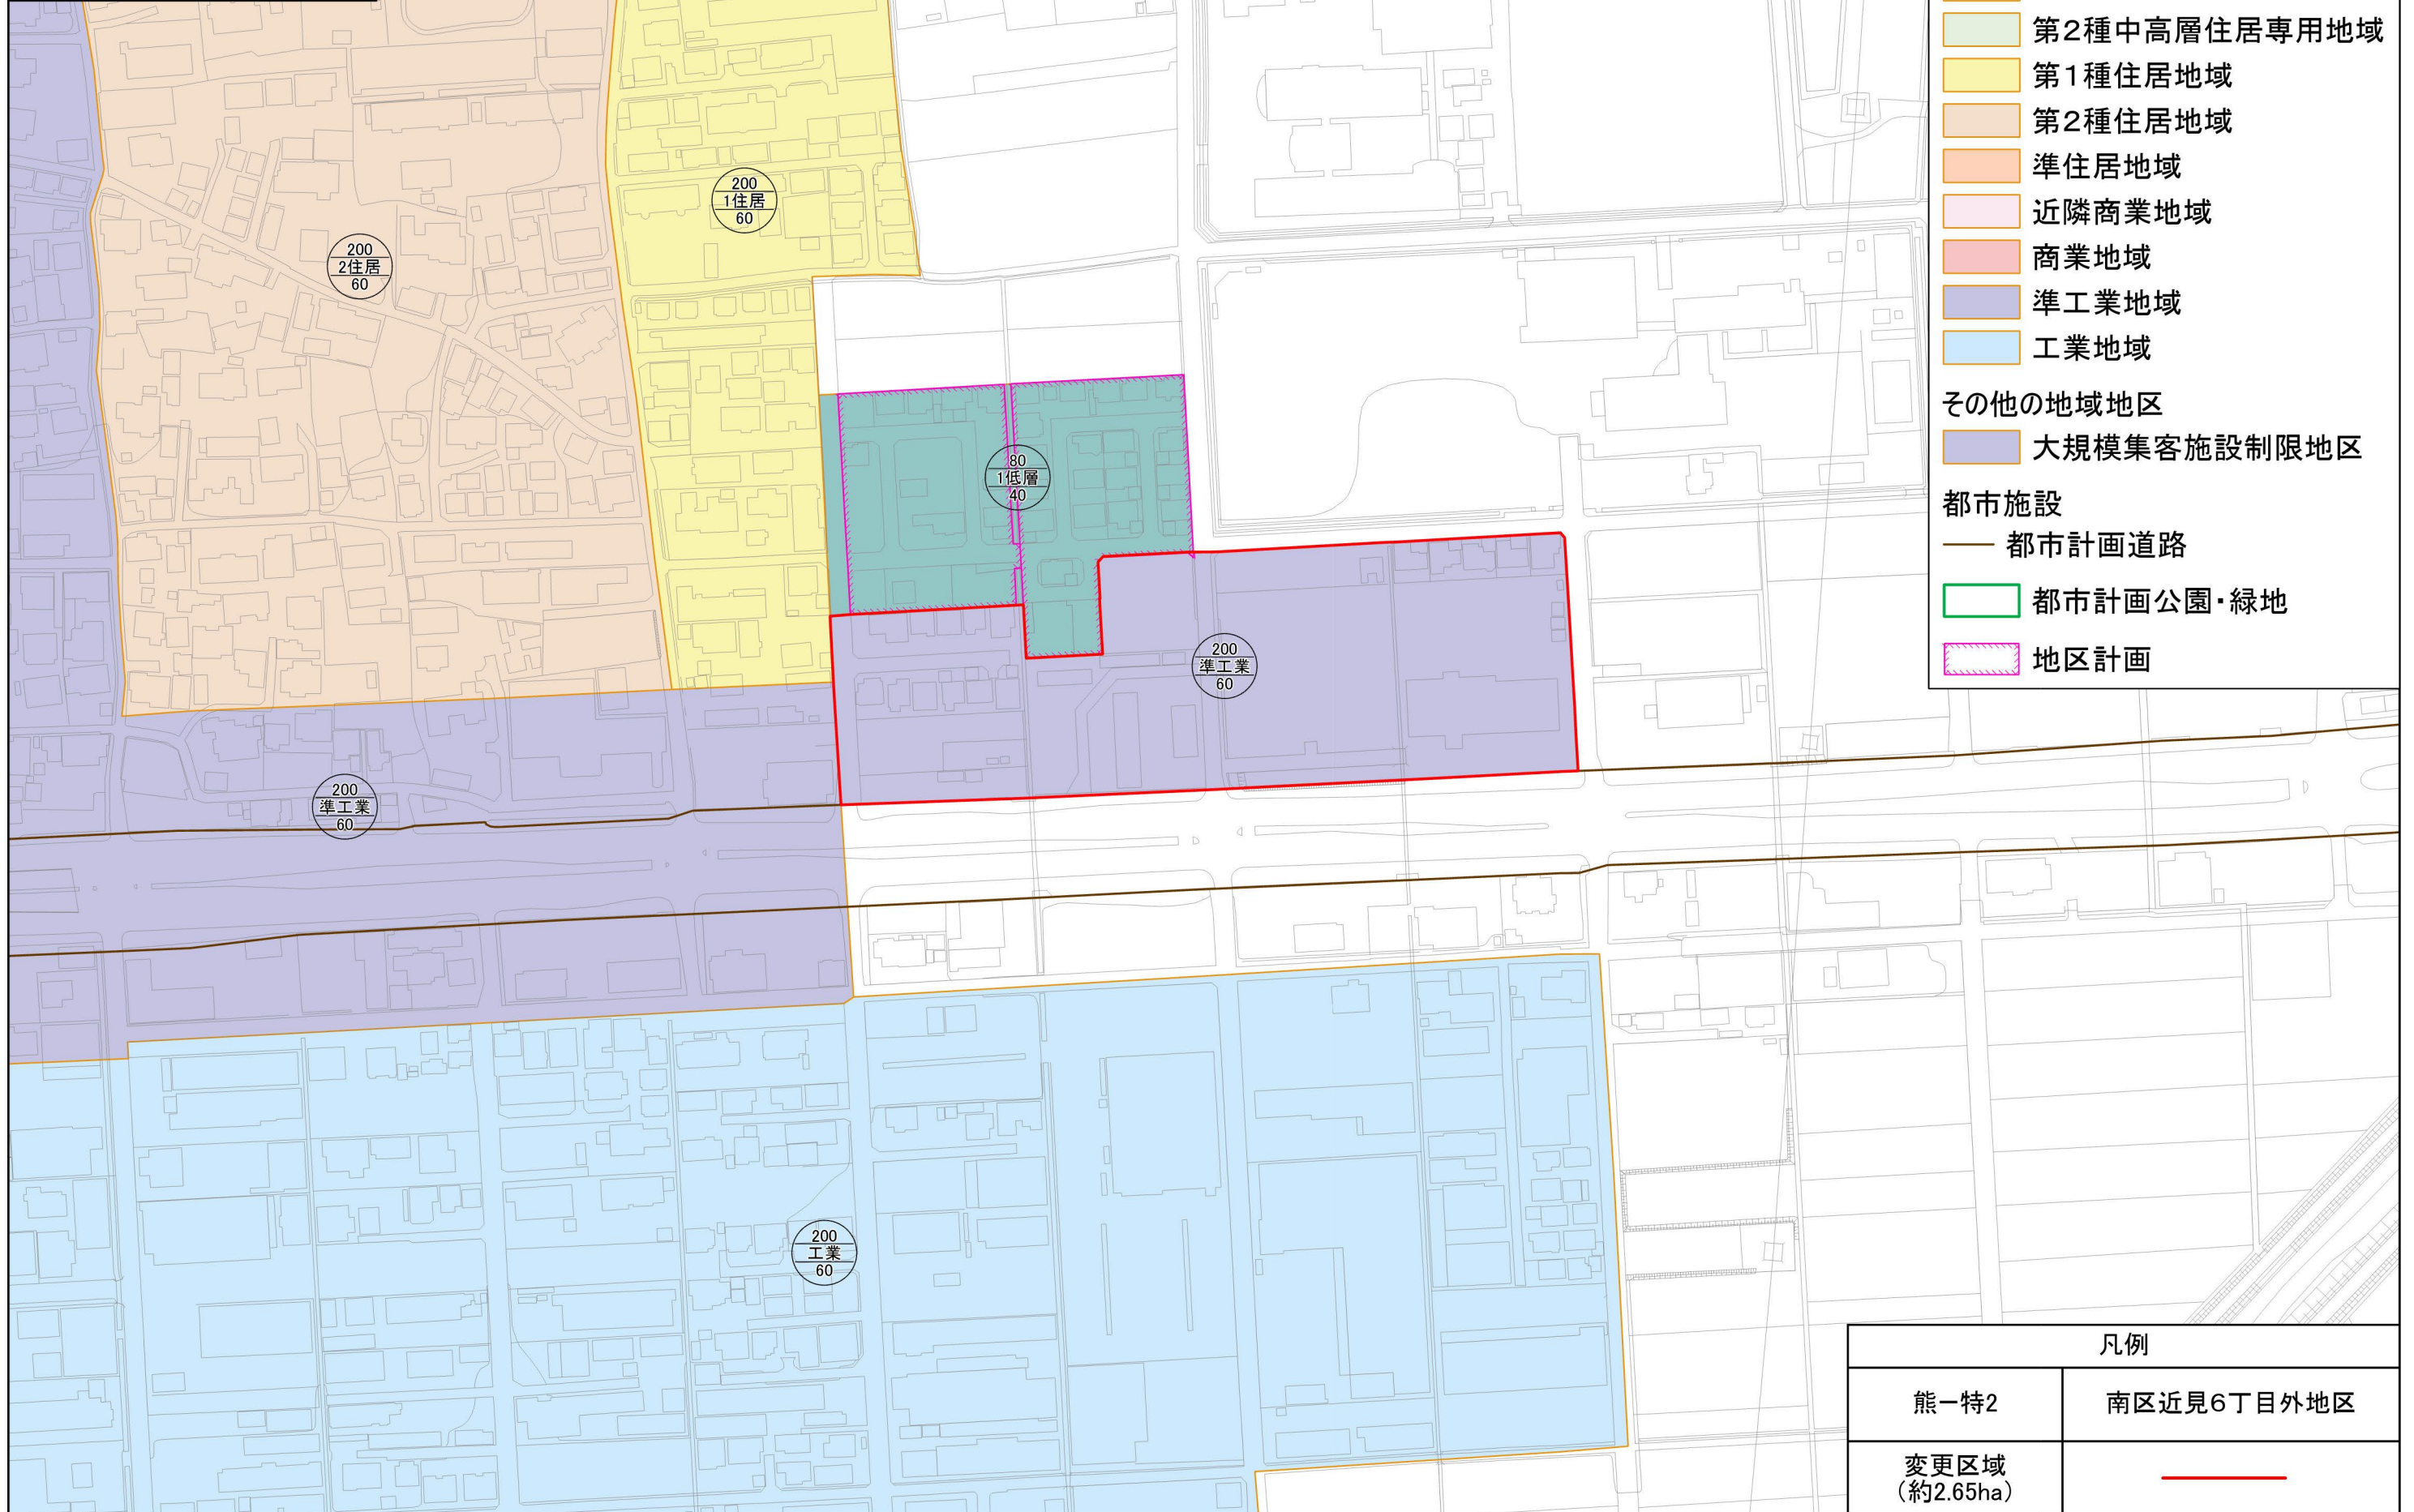 第2種中高層住居専用地域
第1種住居地域
第2種住居地域
準住居地域
近隣商業地域
商業地域
準工業地域
工業地域
その他の地域地区
大規模集客施設制限地区
都市施設
都市計画道路
都市計画公園・緑地
地区計画
200
1住居
60
200
2住居
60
80
1低層
40
200
準工業
60
200
準工業
60
200
工業
60
凡例
熊ー特2
南区近見6丁目外地区
変更区域
(約2.65ha)